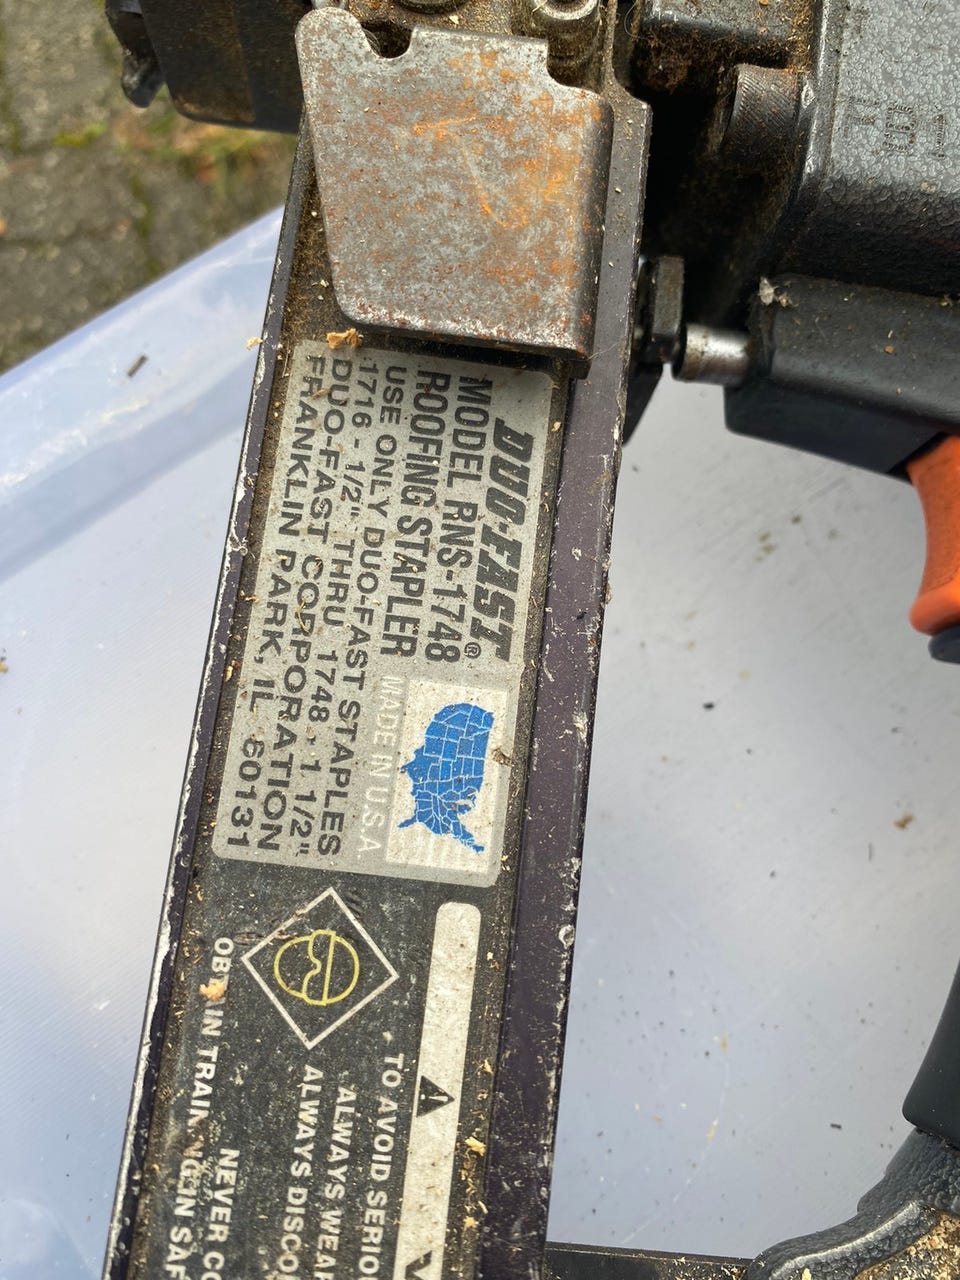 DUO-FAST®
MODEL RNS-1748
ROOFING STAPLER
USE ONLY DUO-FAST STAPLES
1716 - 1/2" THRU 1748 - 1 1/2"
DUO-FAST CORPORATION
FRANKLIN PARK, IL 60131
MADE IN U.S.A.
TO AVOID SERIO
ALWAYS WEAR
ALWAYS DISCO
NEVER CO
IN SAF